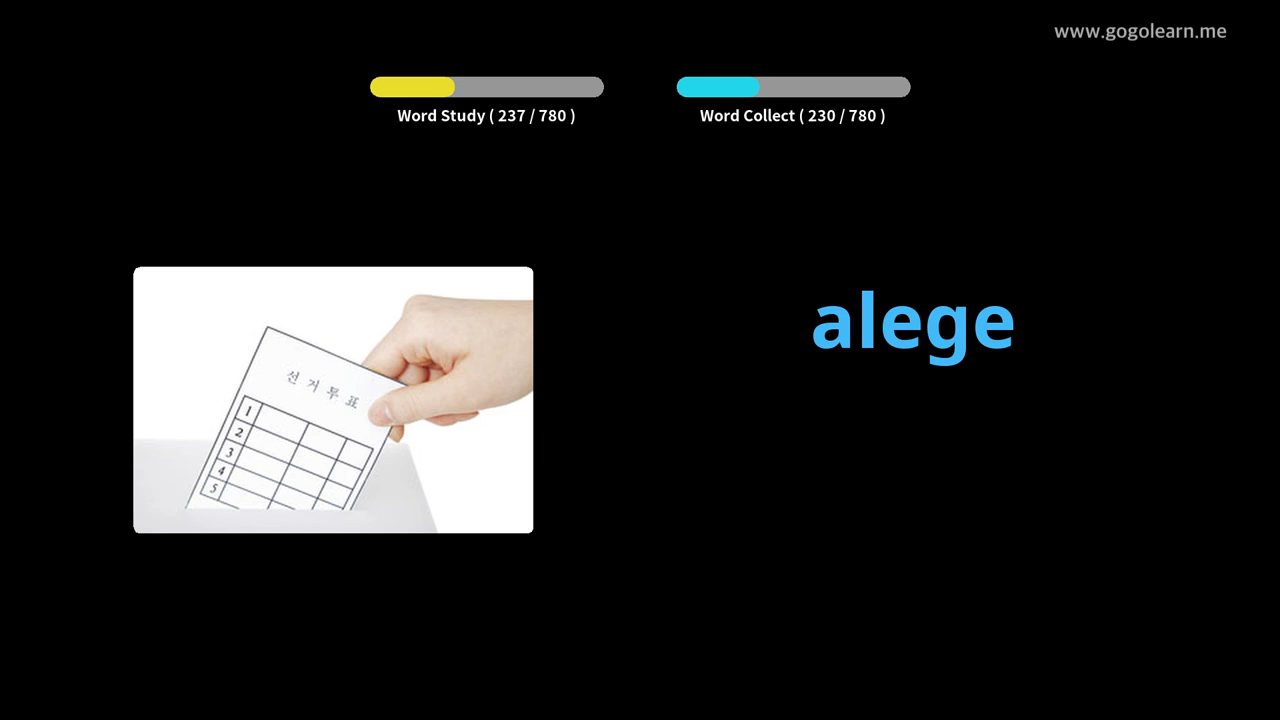 www.gogolearn.me
Word Study ( 237 / 780 )
Word Collect ( 230 / 780 )
alege
선거투표
1
2
3
4
5